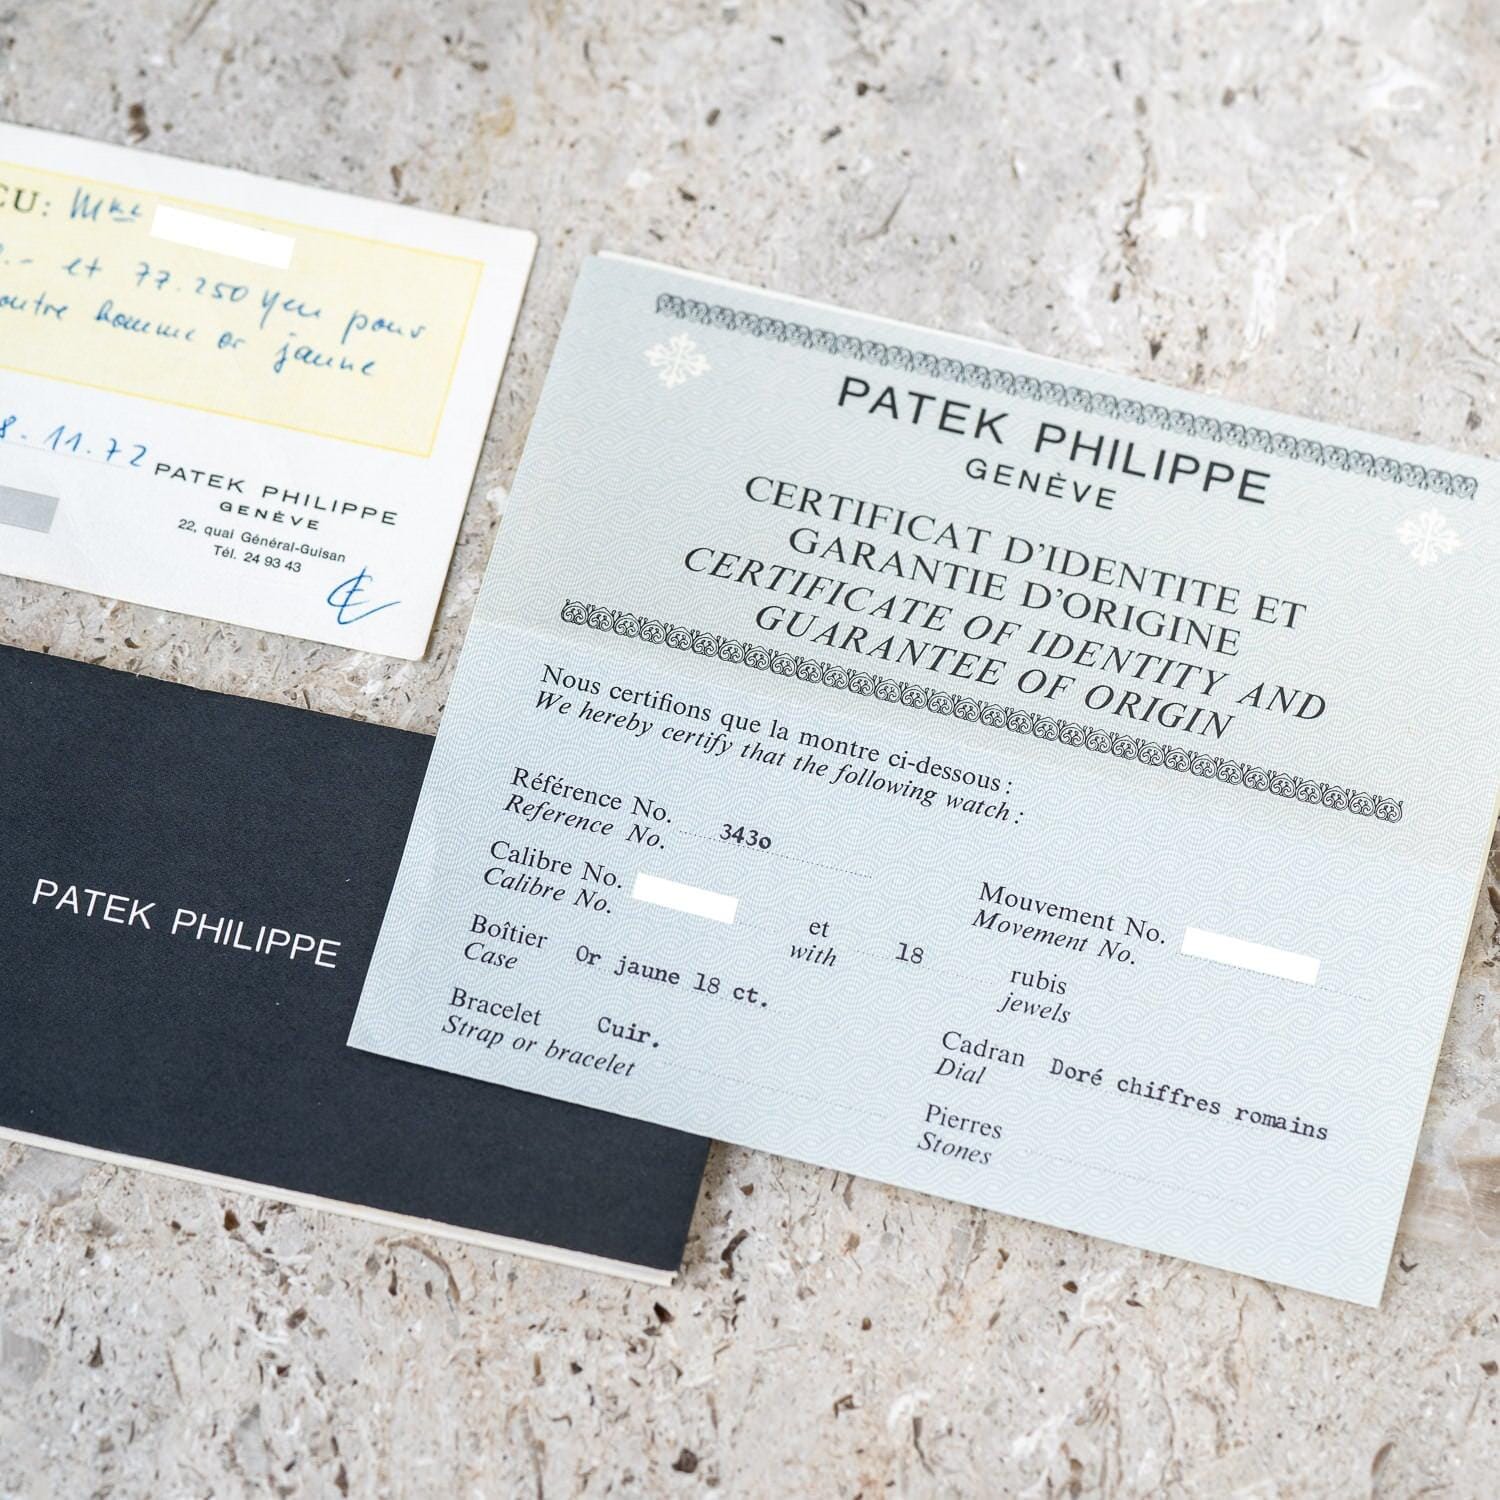 CU: Mme
.- et 77.250 Yen pour
montre homme or jaune
8.11.72
PATEK PHILIPPE
GENÈVE
22, quai Général-Guisan
Tél. 24 93 43
PATEK PHILIPPE
PATEK PHILIPPE
GENÈVE
CERTIFICAT D'IDENTITE ET
GARANTIE D'ORIGINE
CERTIFICATE OF IDENTITY AND
GUARANTEE OF ORIGIN
Nous certifions que la montre ci-dessous :
We hereby certify that the following watch :
Référence No. 3430
Reference No.
Calibre No. et 18 rubis
Calibre No. with jewels
Mouvement No.
Movement No.
Boîtier Or jaune 18 ct.
Case
Cadran Doré chiffres romains
Dial
Bracelet Cuir.
Strap or bracelet
Pierres
Stones